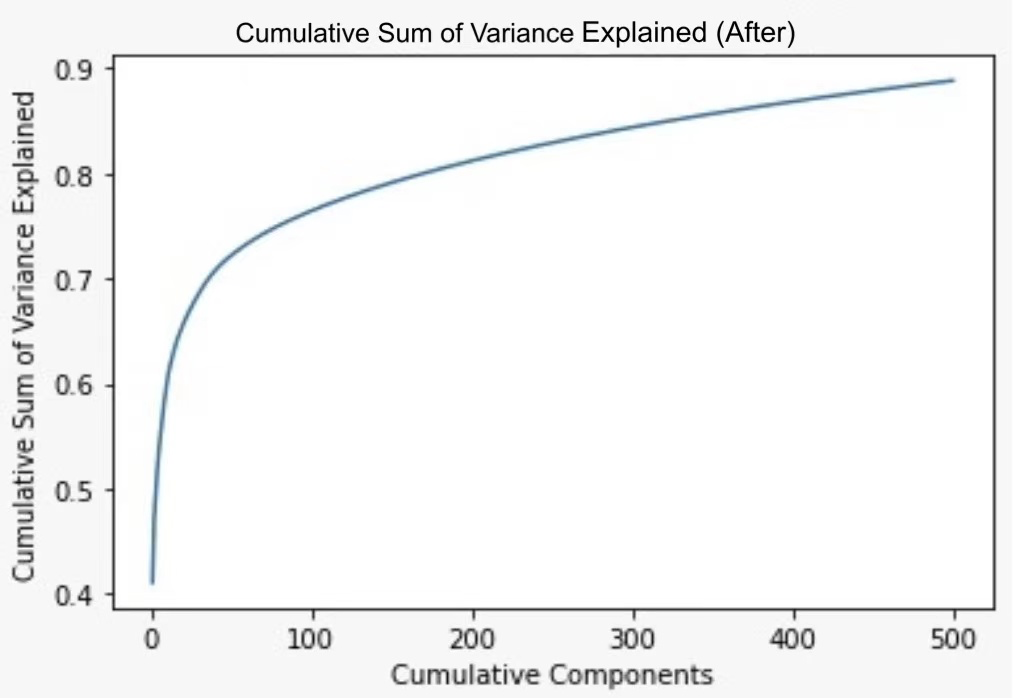 Cumulative Sum of Variance Explained (After)
Cumulative Sum of Variance Explained
0.9
0.8
0.7
0.6
0.5
0.4
0 100 200 300 400 500
Cumulative Components